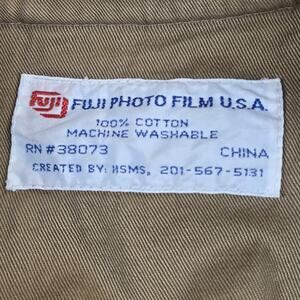 FUJI FUJI PHOTO FILM U.S.A.
100% COTTON
MACHINE WASHABLE
RN #38073 CHINA
CREATED BY: HSMS, 201-567-5131